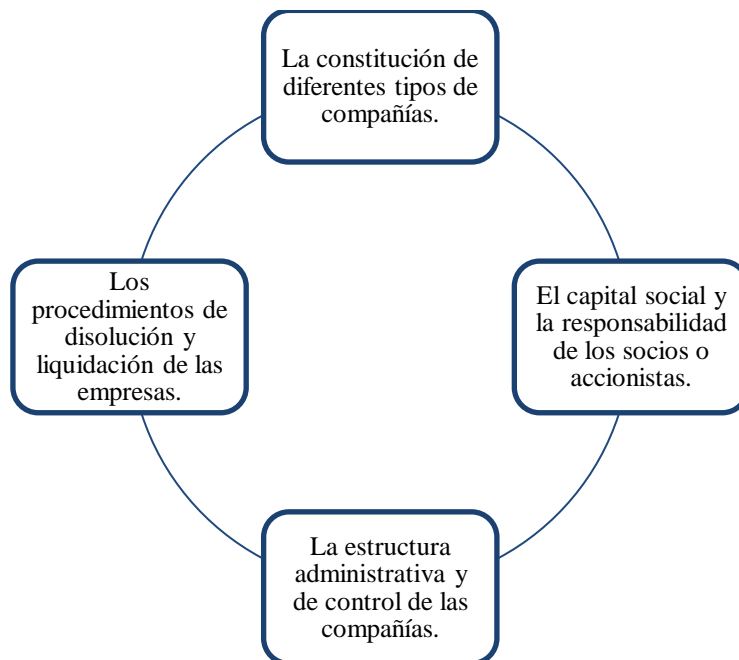 La constitución de
diferentes tipos de
compañías.
El capital social y
la responsabilidad
de los socios o
accionistas.
La estructura
administrativa y
de control de las
compañías.
Los
procedimientos de
disolución y
liquidación de las
empresas.